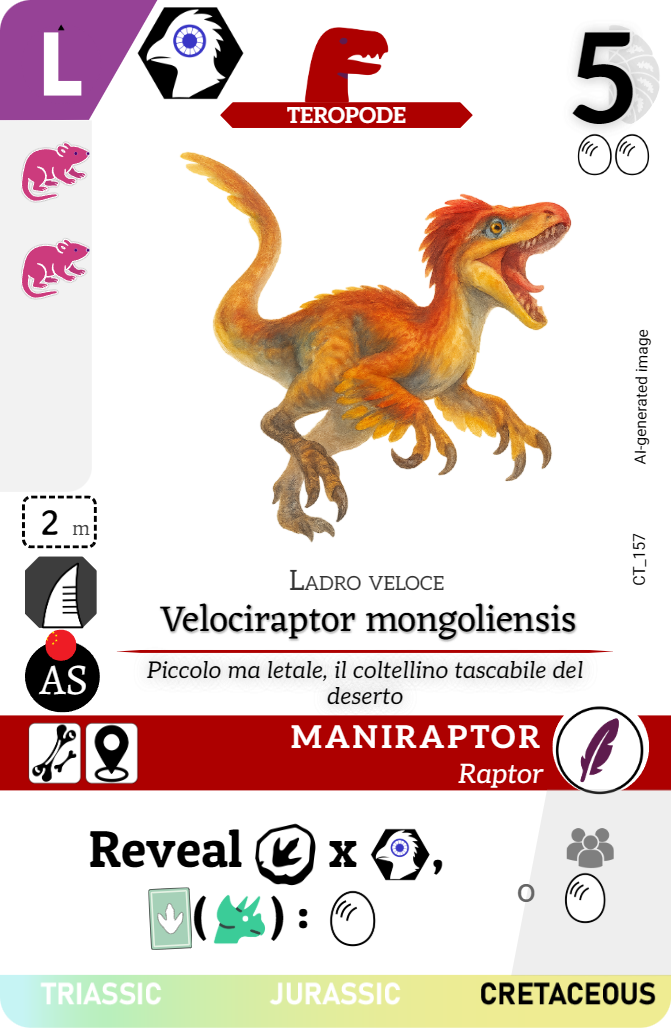 L
TEROPODE
5
AI-generated image
CT_157
2 m
AS
Ladro veloce
Velociraptor mongoliensis
Piccolo ma letale, il coltellino tascabile del
deserto
MANIRAPTOR
Raptor
Reveal x ,
( ) :
o
TRIASSIC JURASSIC CRETACEOUS